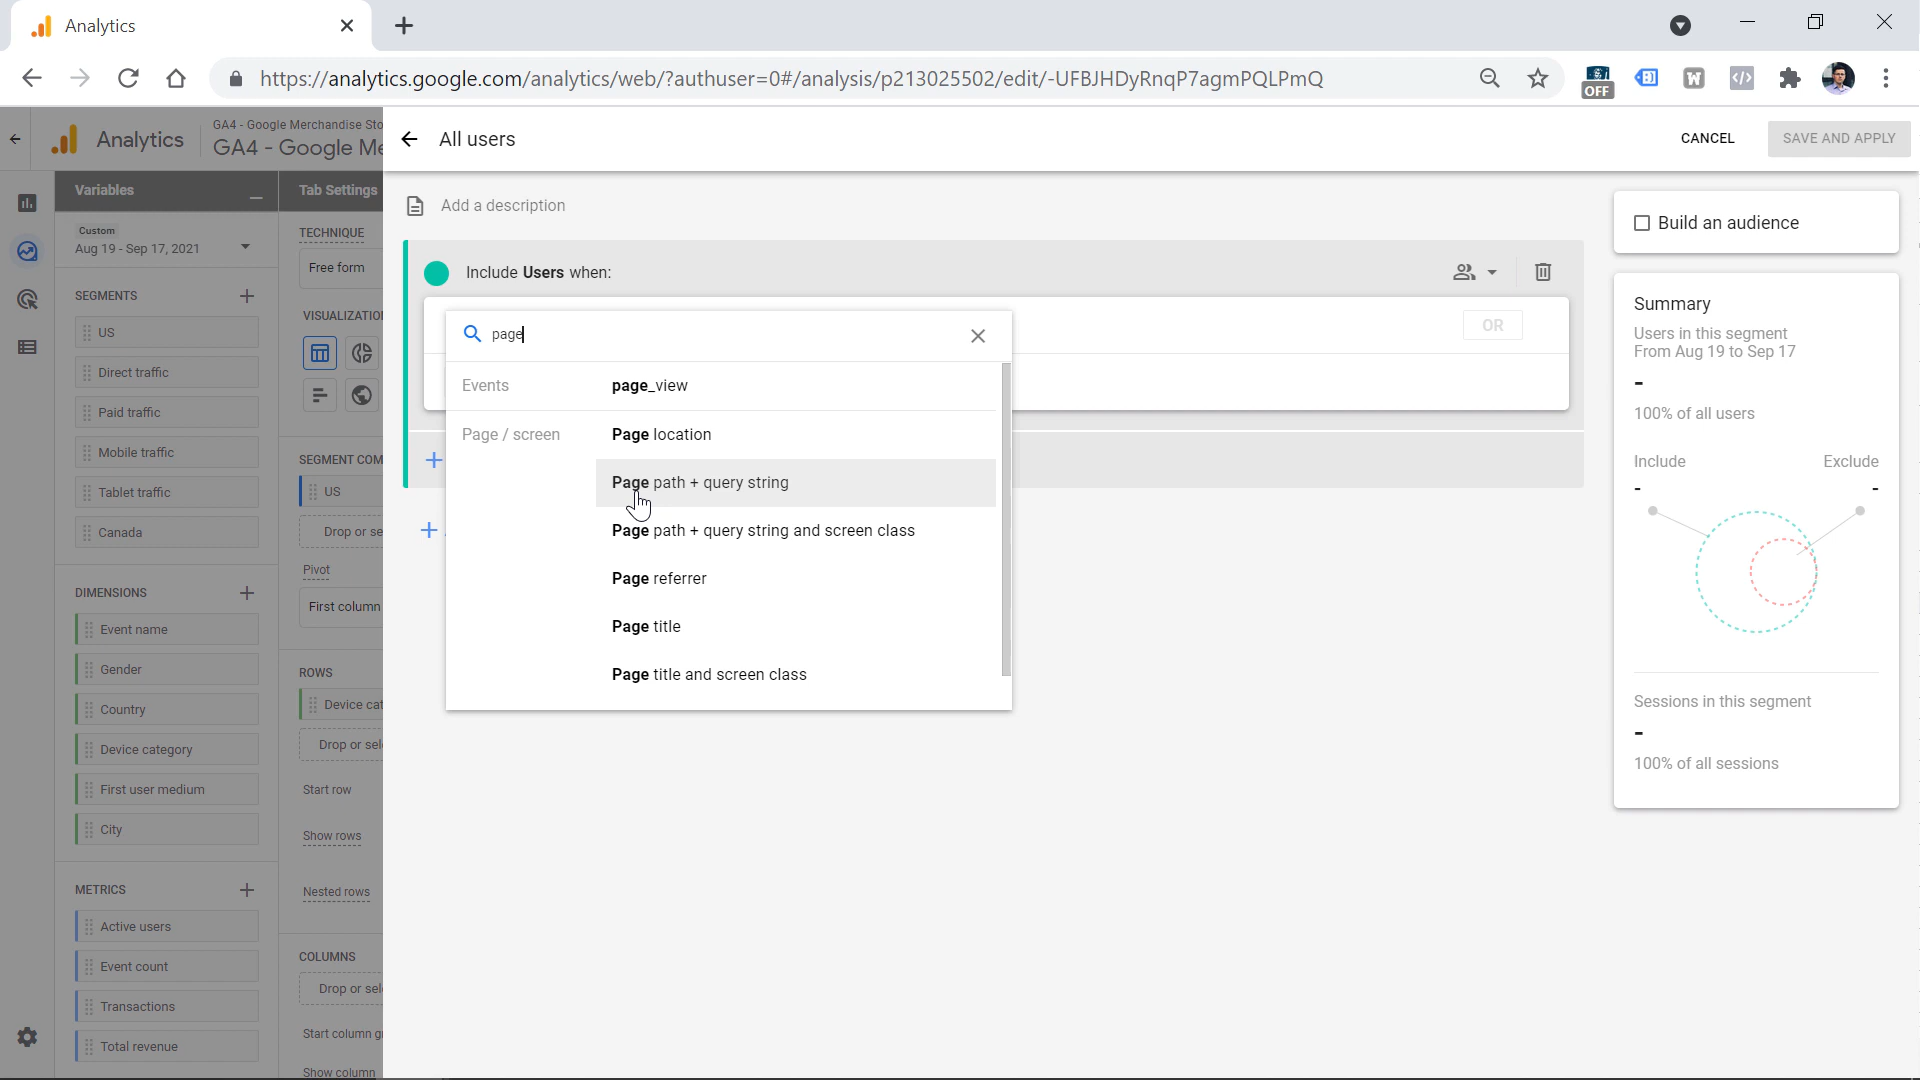 Analytics
https://analytics.google.com/analytics/web/?authuser=0#/analysis/p213025502/edit/-UFBJHDyRnqP7agmPQLPmQ
OFF
W
Analytics
GA4 - Google Merchandise Sto
GA4 - Google Me
All users
CANCEL
SAVE AND APPLY
Variables
Custom
Aug 19 - Sep 17, 2021
SEGMENTS
US
Direct traffic
Paid traffic
Mobile traffic
Tablet traffic
Canada
DIMENSIONS
Event name
Gender
Country
Device category
First user medium
City
METRICS
Active users
Event count
Transactions
Total revenue
Tab Settings
TECHNIQUE
Free form
VISUALIZATIO
SEGMENT COM
US
Drop or se
Pivot
First column
ROWS
Device cat
Drop or sel
Start row
Show rows
Nested rows
COLUMNS
Drop or sel
Start column g
Show column
Add a description
Include Users when:
OR
page
Events
page_view
Page / screen
Page location
Page path + query string
Page path + query string and screen class
Page referrer
Page title
Page title and screen class
Build an audience
Summary
Users in this segment
From Aug 19 to Sep 17
-
100% of all users
Include
Exclude
-
-
Sessions in this segment
-
100% of all sessions